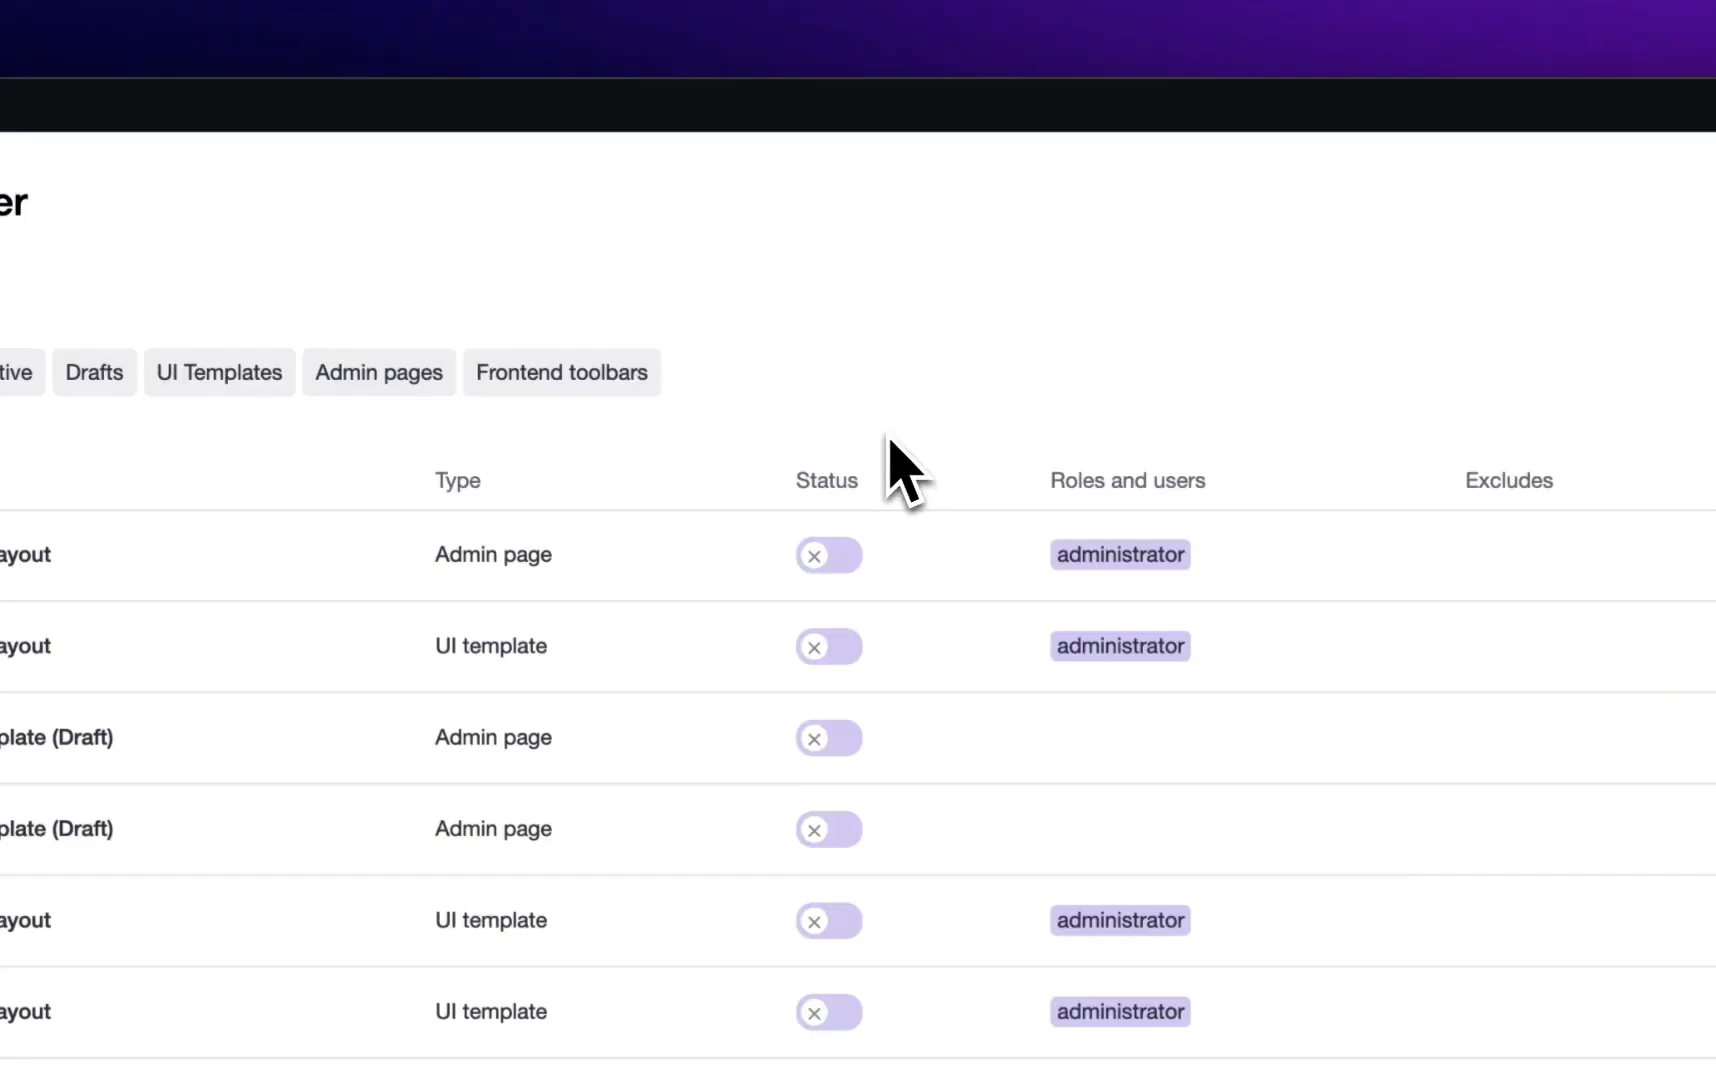 er
tive Drafts UI Templates Admin pages Frontend toolbars
Type Status Roles and users Excludes
ayout Admin page administrator
ayout UI template administrator
plate (Draft) Admin page
plate (Draft) Admin page
ayout UI template administrator
ayout UI template administrator